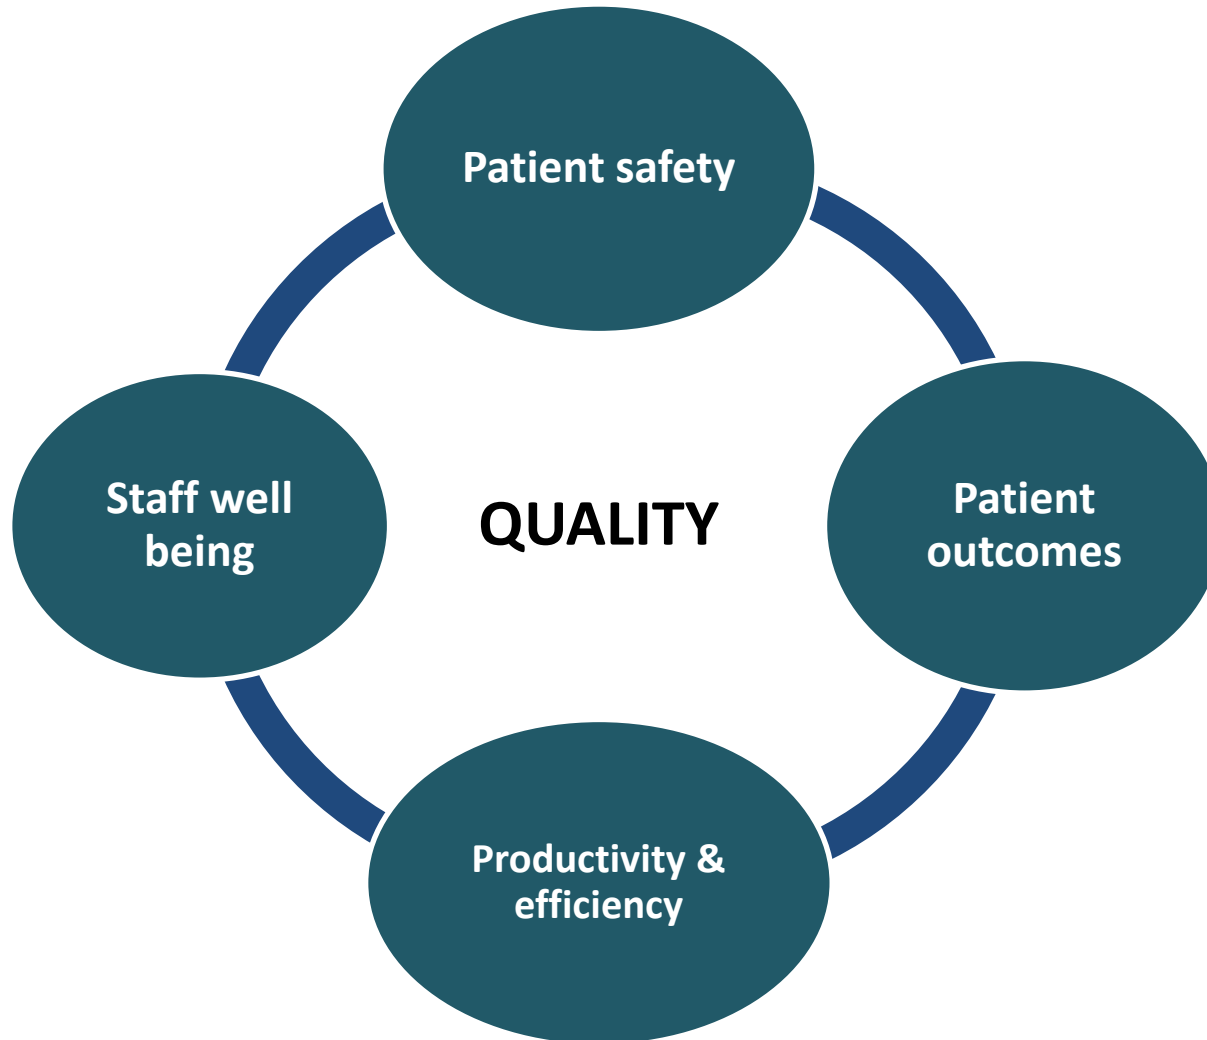 Patient safety
Staff well
being
QUALITY
Patient
outcomes
Productivity &
efficiency